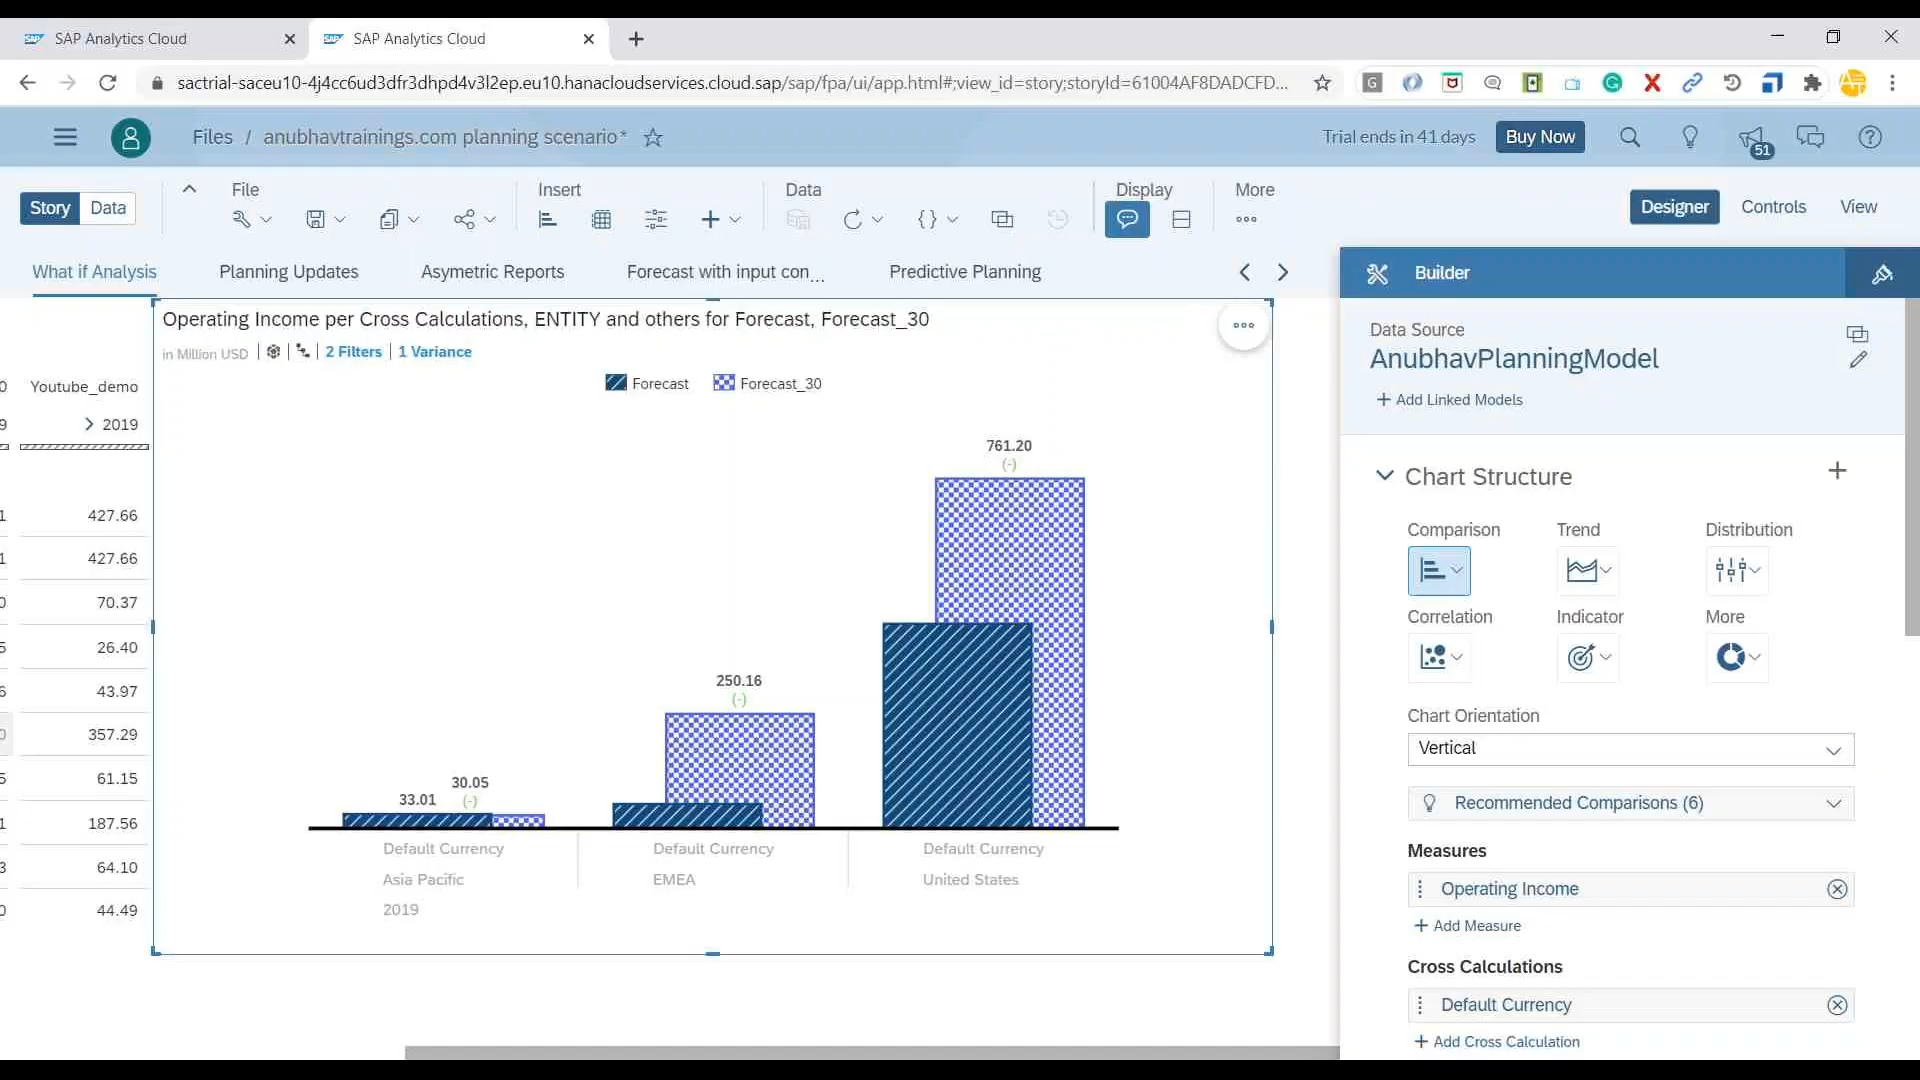 SAP Analytics Cloud
SAP Analytics Cloud
sactrial-saceu10-4j4cc6ud3dfr3dhpd4v3l2ep.eu10.hanacloudservices.cloud.sap/sap/fpa/ui/app.html#;view_id=story;storyId=61004AF8DADCFD...
Files / anubhavtrainings.com planning scenario*
Trial ends in 41 days
Buy Now
51
Story
Data
File
Insert
Data
Display
More
Designer
Controls
View
What if Analysis
Planning Updates
Asymetric Reports
Forecast with input con...
Predictive Planning
Youtube_demo
2019
427.66
427.66
70.37
26.40
43.97
357.29
61.15
187.56
64.10
44.49
Operating Income per Cross Calculations, ENTITY and others for Forecast, Forecast_30
in Million USD
2 Filters
1 Variance
Forecast
Forecast_30
761.20
(-)
250.16
(-)
33.01
30.05
(-)
Default Currency
Default Currency
Default Currency
Asia Pacific
EMEA
United States
2019
Builder
Data Source
AnubhavPlanningModel
+ Add Linked Models
Chart Structure
Comparison
Trend
Distribution
Correlation
Indicator
More
Chart Orientation
Vertical
Recommended Comparisons (6)
Measures
Operating Income
+ Add Measure
Cross Calculations
Default Currency
+ Add Cross Calculation